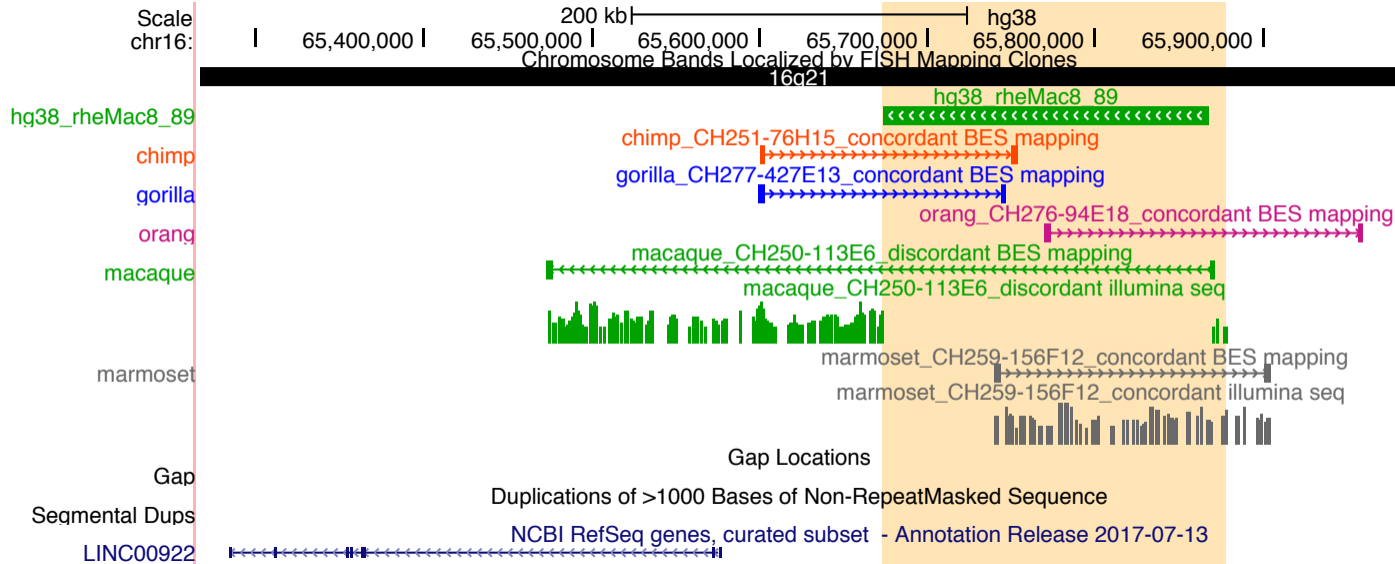 Scale 200 kb hg38
chr16: 65,400,000 65,500,000 65,600,000 65,700,000 65,800,000 65,900,000
Chromosome Bands Localized by FISH Mapping Clones
16q21
hg38_rheMac8_89
hg38_rheMac8_89
chimp_CH251-76H15_concordant BES mapping
chimp
gorilla_CH277-427E13_concordant BES mapping
gorilla
orang_CH276-94E18_concordant BES mapping
orang
macaque_CH250-113E6_discordant BES mapping
macaque
macaque_CH250-113E6_discordant illumina seq
marmoset_CH259-156F12_concordant BES mapping
marmoset
marmoset_CH259-156F12_concordant illumina seq
Gap Locations
Gap
Duplications of >1000 Bases of Non-RepeatMasked Sequence
Segmental Dups
NCBI RefSeq genes, curated subset - Annotation Release 2017-07-13
LINC00922